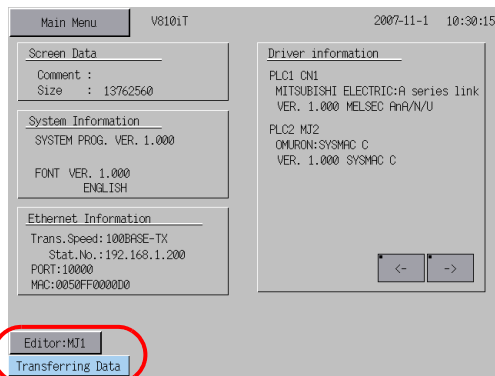 Main Menu V810iT 2007-11-1 10:30:15
Screen Data
Comment :
Size : 13762560
System Information
SYSTEM PROG. VER. 1.000
FONT VER. 1.000
ENGLISH
Ethernet Information
Trans.Speed:100BASE-TX
Stat.No.:192.168.1.200
PORT:10000
MAC:0050FF0000D0
Driver information
PLC1 CN1
MITSUBISHI ELECTRIC:A series link
VER. 1.000 MELSEC AnA/N/U
PLC2 MJ2
OMURON:SYSMAC C
VER. 1.000 SYSMAC C
<- ->
Editor:MJ1
Transferring Data